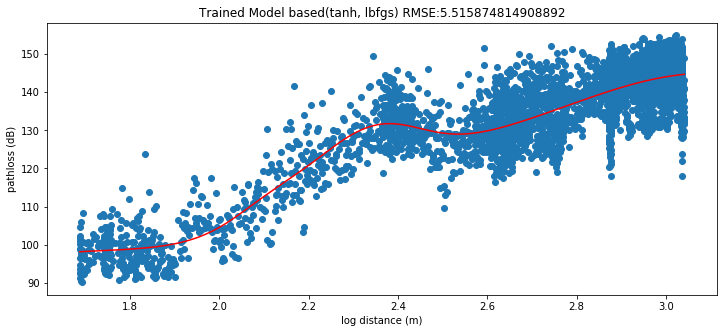 Trained Model based(tanh, lbfgs) RMSE:5.515874814908892
150
140
130
120
110
100
90
pathloss (dB)
1.8 2.0 2.2 2.4 2.6 2.8 3.0
log distance (m)